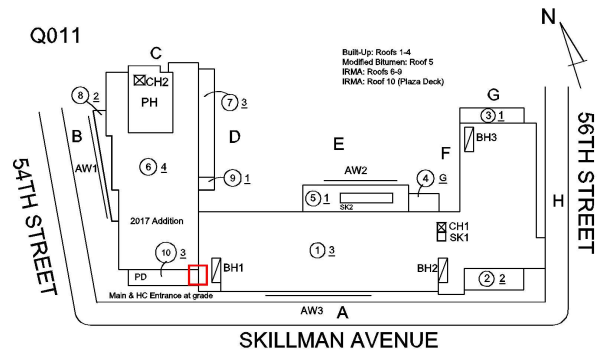 N
Q011
Built-Up: Roofs 1-4
Modified Bitumen: Roof 5
IRMA: Roofs 6-9
IRMA: Roof 10 (Plaza Deck)
C
CH2
PH
8 2
7 3
G
3 1
BH3
B
D
E
F
AW1
6 4
9 1
AW2
4 G
5 1
SK2
H
54TH STREET
56TH STREET
2017 Addition
CH1
SK1
1 3
10 3
PD
BH1
BH2
2 2
Main & HC Entrance at grade
AW3
A
SKILLMAN AVENUE